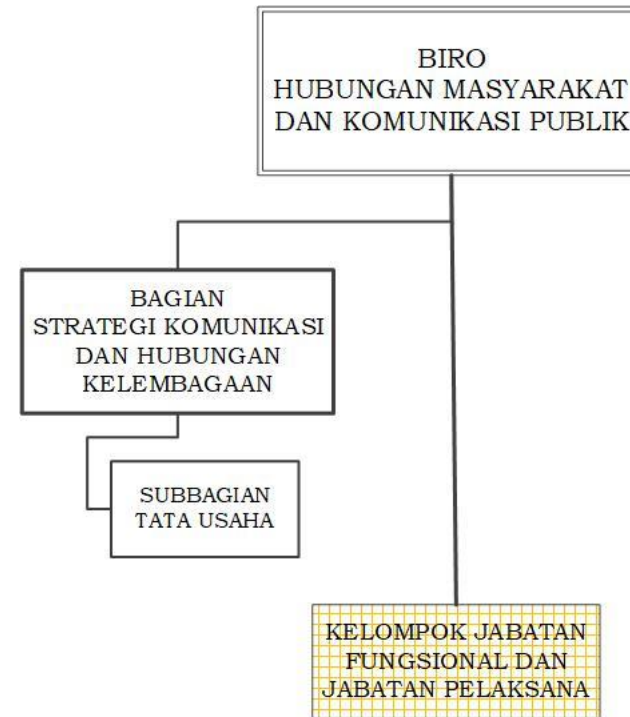 BIRO
HUBUNGAN MASYARAKAT
DAN KOMUNIKASI PUBLIK
BAGIAN
STRATEGI KOMUNIKASI
DAN HUBUNGAN
KELEMBAGAAN
SUBBAGIAN
TATA USAHA
KELOMPOK JABATAN
FUNGSIONAL DAN
JABATAN PELAKSANA